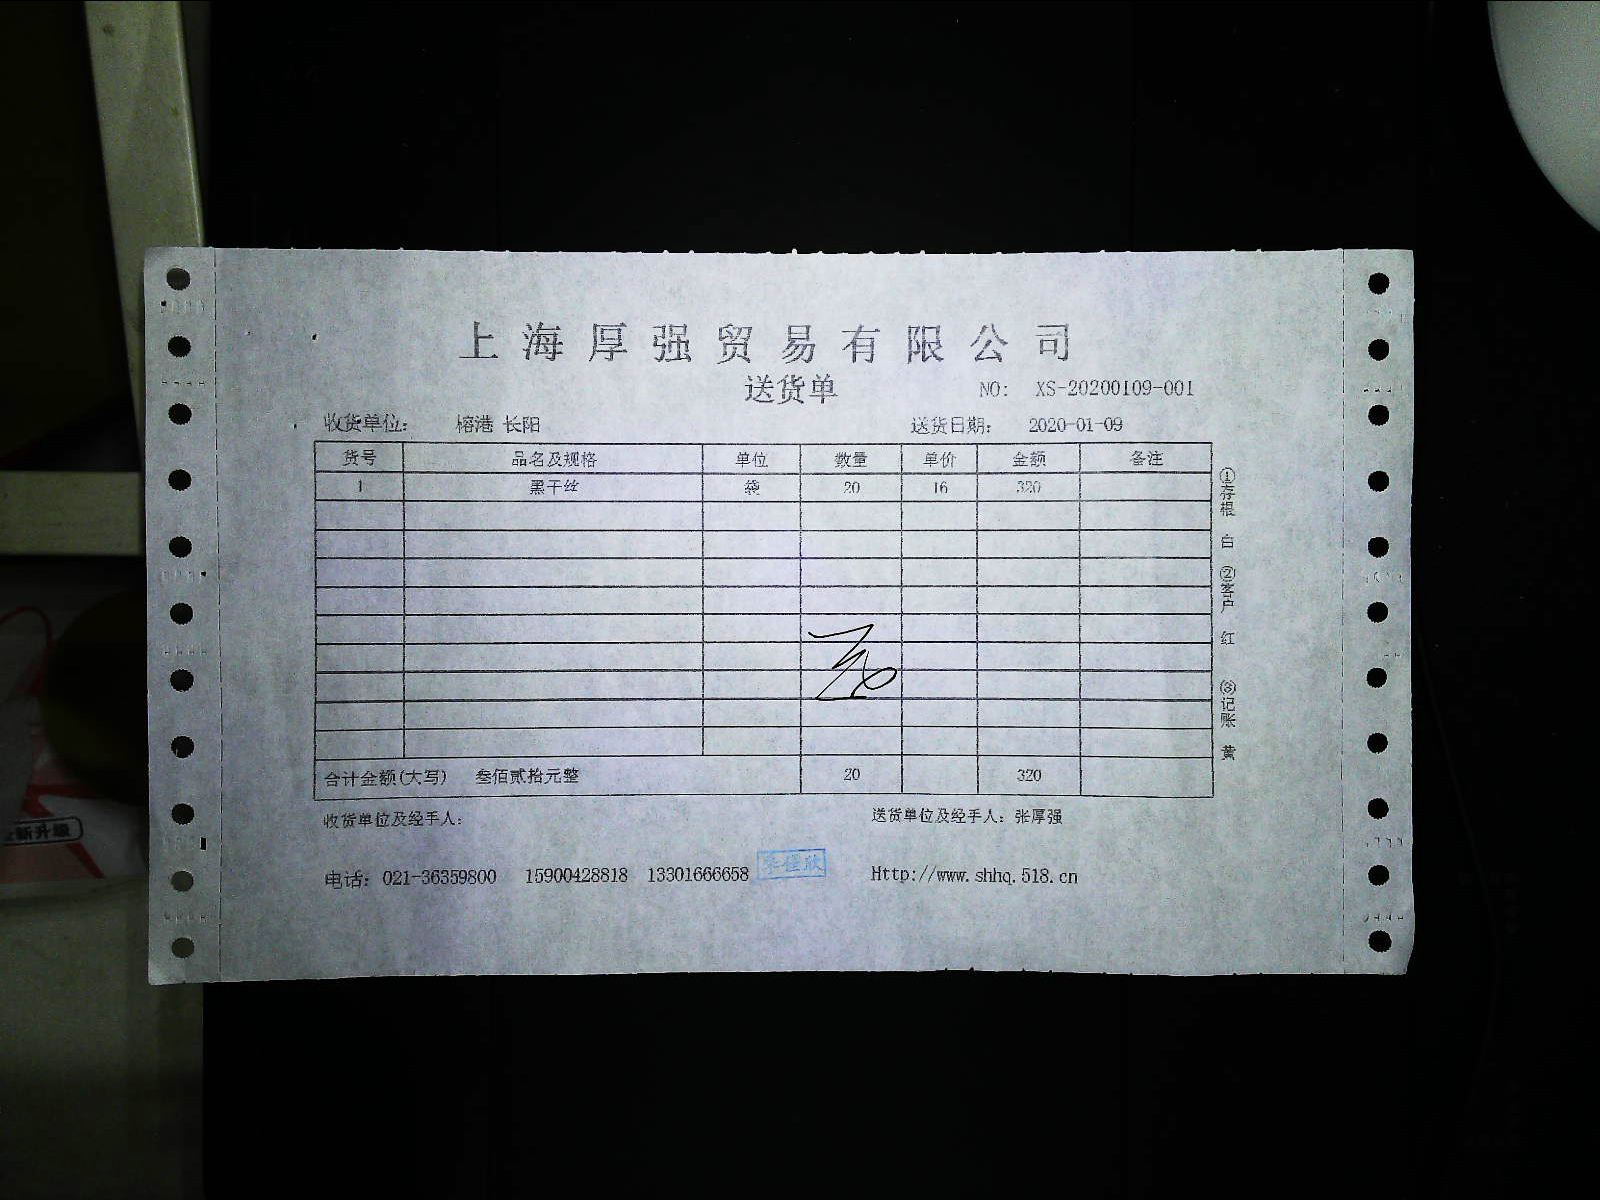 上海厚强贸易有限公司
送货单
NO: XS-20200109-001
收货单位: 榕港 长阳 送货日期: 2020-01-09
货号 品名及规格 单位 数量 单价 金额 备注
1 黑干丝 袋 20 16 320
合计金额(大写) 叁佰贰拾元整 20 320
收货单位及经手人: 送货单位及经手人: 张厚强
电话: 021-36359800 15900428818 13301666658 Http://www.shhq.518.cn
①存根 白 ②客户 红 ③记账 黄
新升级